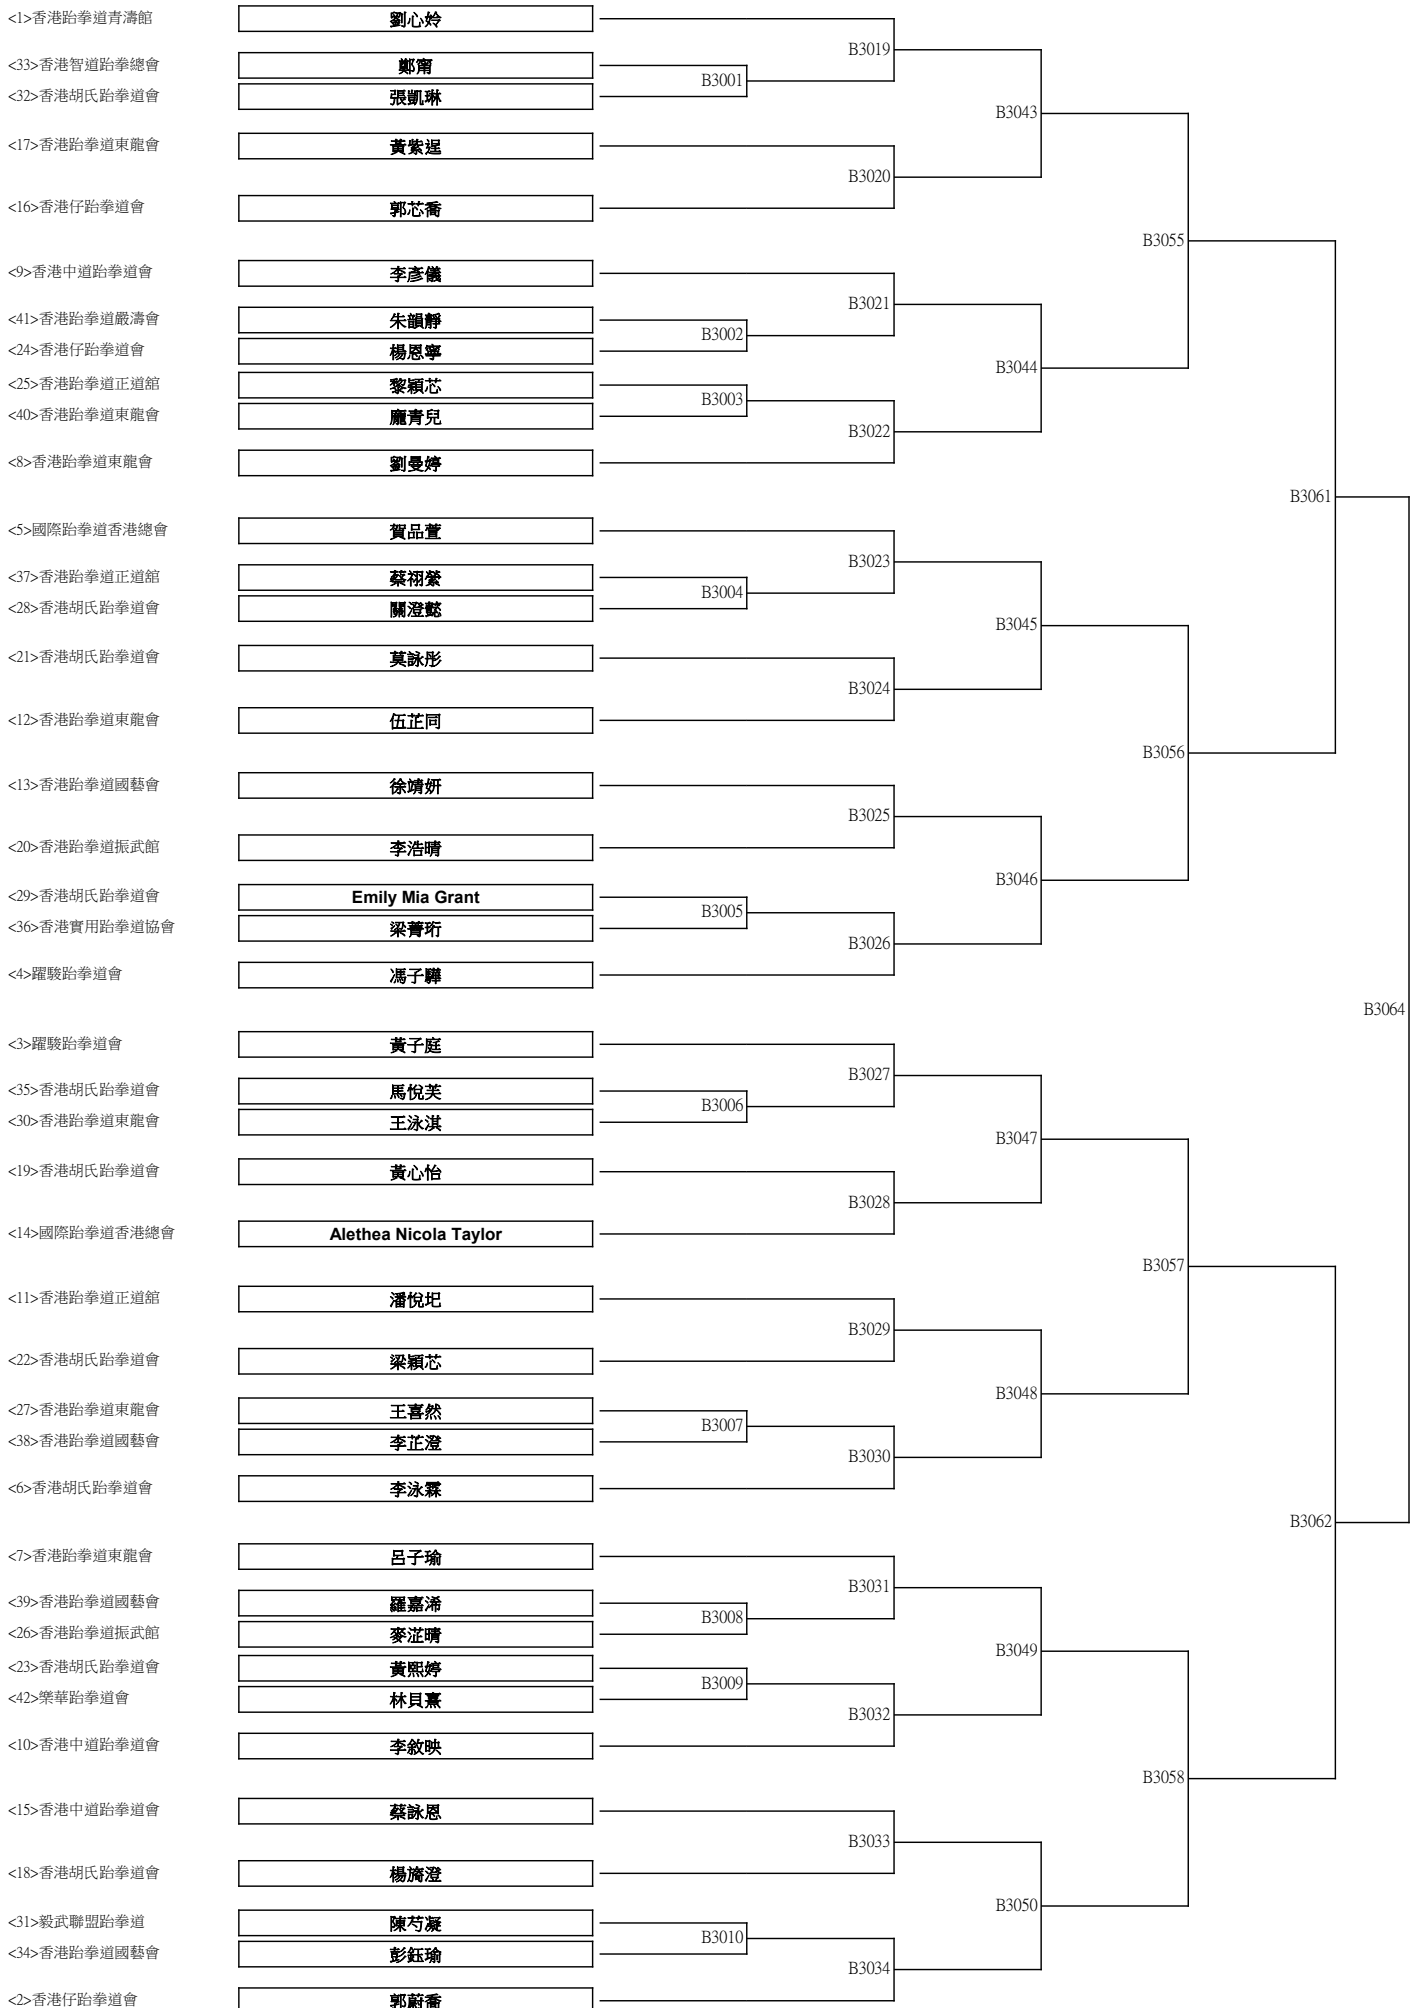 <1>香港跆拳道青濤館 劉心姈
B3019
<33>香港智道跆拳總會 鄭甯
B3001
<32>香港胡氏跆拳道會 張凱琳
B3043
<17>香港跆拳道東龍會 黃紫逞
B3020
<16>香港仔跆拳道會 郭芯喬
B3055
<9>香港中道跆拳道會 李彥儀
B3021
<41>香港跆拳道嚴濤會 朱韻靜
B3002
<24>香港仔跆拳道會 楊恩寧
B3044
<25>香港跆拳道正道舘 黎穎芯
B3003
<40>香港跆拳道東龍會 龐青兒
B3022
<8>香港跆拳道東龍會 劉曼婷
B3061
<5>國際跆拳道香港總會 賀品萱
B3023
<37>香港跆拳道正道舘 蔡祤縈
B3004
<28>香港胡氏跆拳道會 關澄懿
B3045
<21>香港胡氏跆拳道會 莫詠彤
B3024
<12>香港跆拳道東龍會 伍芷同
B3056
<13>香港跆拳道國藝會 徐靖妍
B3025
<20>香港跆拳道振武館 李浩晴
B3046
<29>香港胡氏跆拳道會 Emily Mia Grant
B3005
<36>香港實用跆拳道協會 梁菁珩
B3026
<4>躍駿跆拳道會 馮子驊
B3064
<3>躍駿跆拳道會 黃子庭
B3027
<35>香港胡氏跆拳道會 馬悅芙
B3006
<30>香港跆拳道東龍會 王泳淇
B3047
<19>香港胡氏跆拳道會 黃心怡
B3028
<14>國際跆拳道香港總會 Alethea Nicola Taylor
B3057
<11>香港跆拳道正道舘 潘悅圯
B3029
<22>香港胡氏跆拳道會 梁穎芯
B3048
<27>香港跆拳道東龍會 王喜然
B3007
<38>香港跆拳道國藝會 李芷澄
B3030
<6>香港胡氏跆拳道會 李泳霖
B3062
<7>香港跆拳道東龍會 呂子瑜
B3031
<39>香港跆拳道國藝會 羅嘉浠
B3008
<26>香港跆拳道振武館 麥淽晴
B3049
<23>香港胡氏跆拳道會 黃熙婷
B3009
<42>樂華跆拳道會 林貝熹
B3032
<10>香港中道跆拳道會 李敘映
B3058
<15>香港中道跆拳道會 蔡詠恩
B3033
<18>香港胡氏跆拳道會 楊旖澄
B3050
<31>毅武聯盟跆拳道 陳芍凝
B3010
<34>香港跆拳道國藝會 彭鈺瑜
B3034
<2>香港仔跆拳道會 郭蔚喬